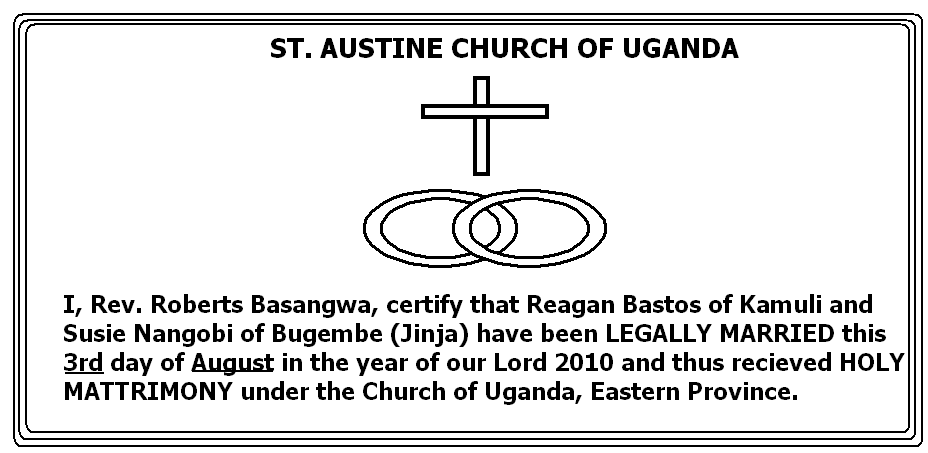 ST. AUSTINE CHURCH OF UGANDA
I, Rev. Roberts Basangwa, certify that Reagan Bastos of Kamuli and
Susie Nangobi of Bugembe (Jinja) have been LEGALLY MARRIED this
3rd day of August in the year of our Lord 2010 and thus recieved HOLY
MATTRIMONY under the Church of Uganda, Eastern Province.